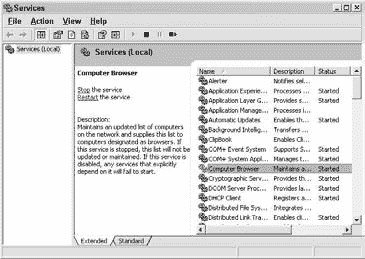 Services
File Action View Help
Services (Local)
Services (Local)
Computer Browser
Stop the service
Restart the service
Description:
Maintains an updated list of computers
on the network and supplies this list to
computers designated as browsers. If
this service is stopped, this list will not be
updated or maintained. If this service is
disabled, any services that explicitly
depend on it will fail to start.
Name Description Status
Alerter Notifies sel...
Application Experie... Processes ... Started
Application Layer G... Provides s... Started
Application Manage... Processes i...
Automatic Updates Enables th... Started
Background Intellig... Transfers ...
ClipBook Enables Cli...
COM+ Event System Supports S... Started
COM+ System Appl... Manages t... Started
Computer Browser Maintains a... Started
Cryptographic Serv... Provides th... Started
DCOM Server Proc... Provides la... Started
DHCP Client Registers a... Started
Distributed File Sys... Integrates ...
Distributed Link Tra... Enables cli... Started
Extended Standard